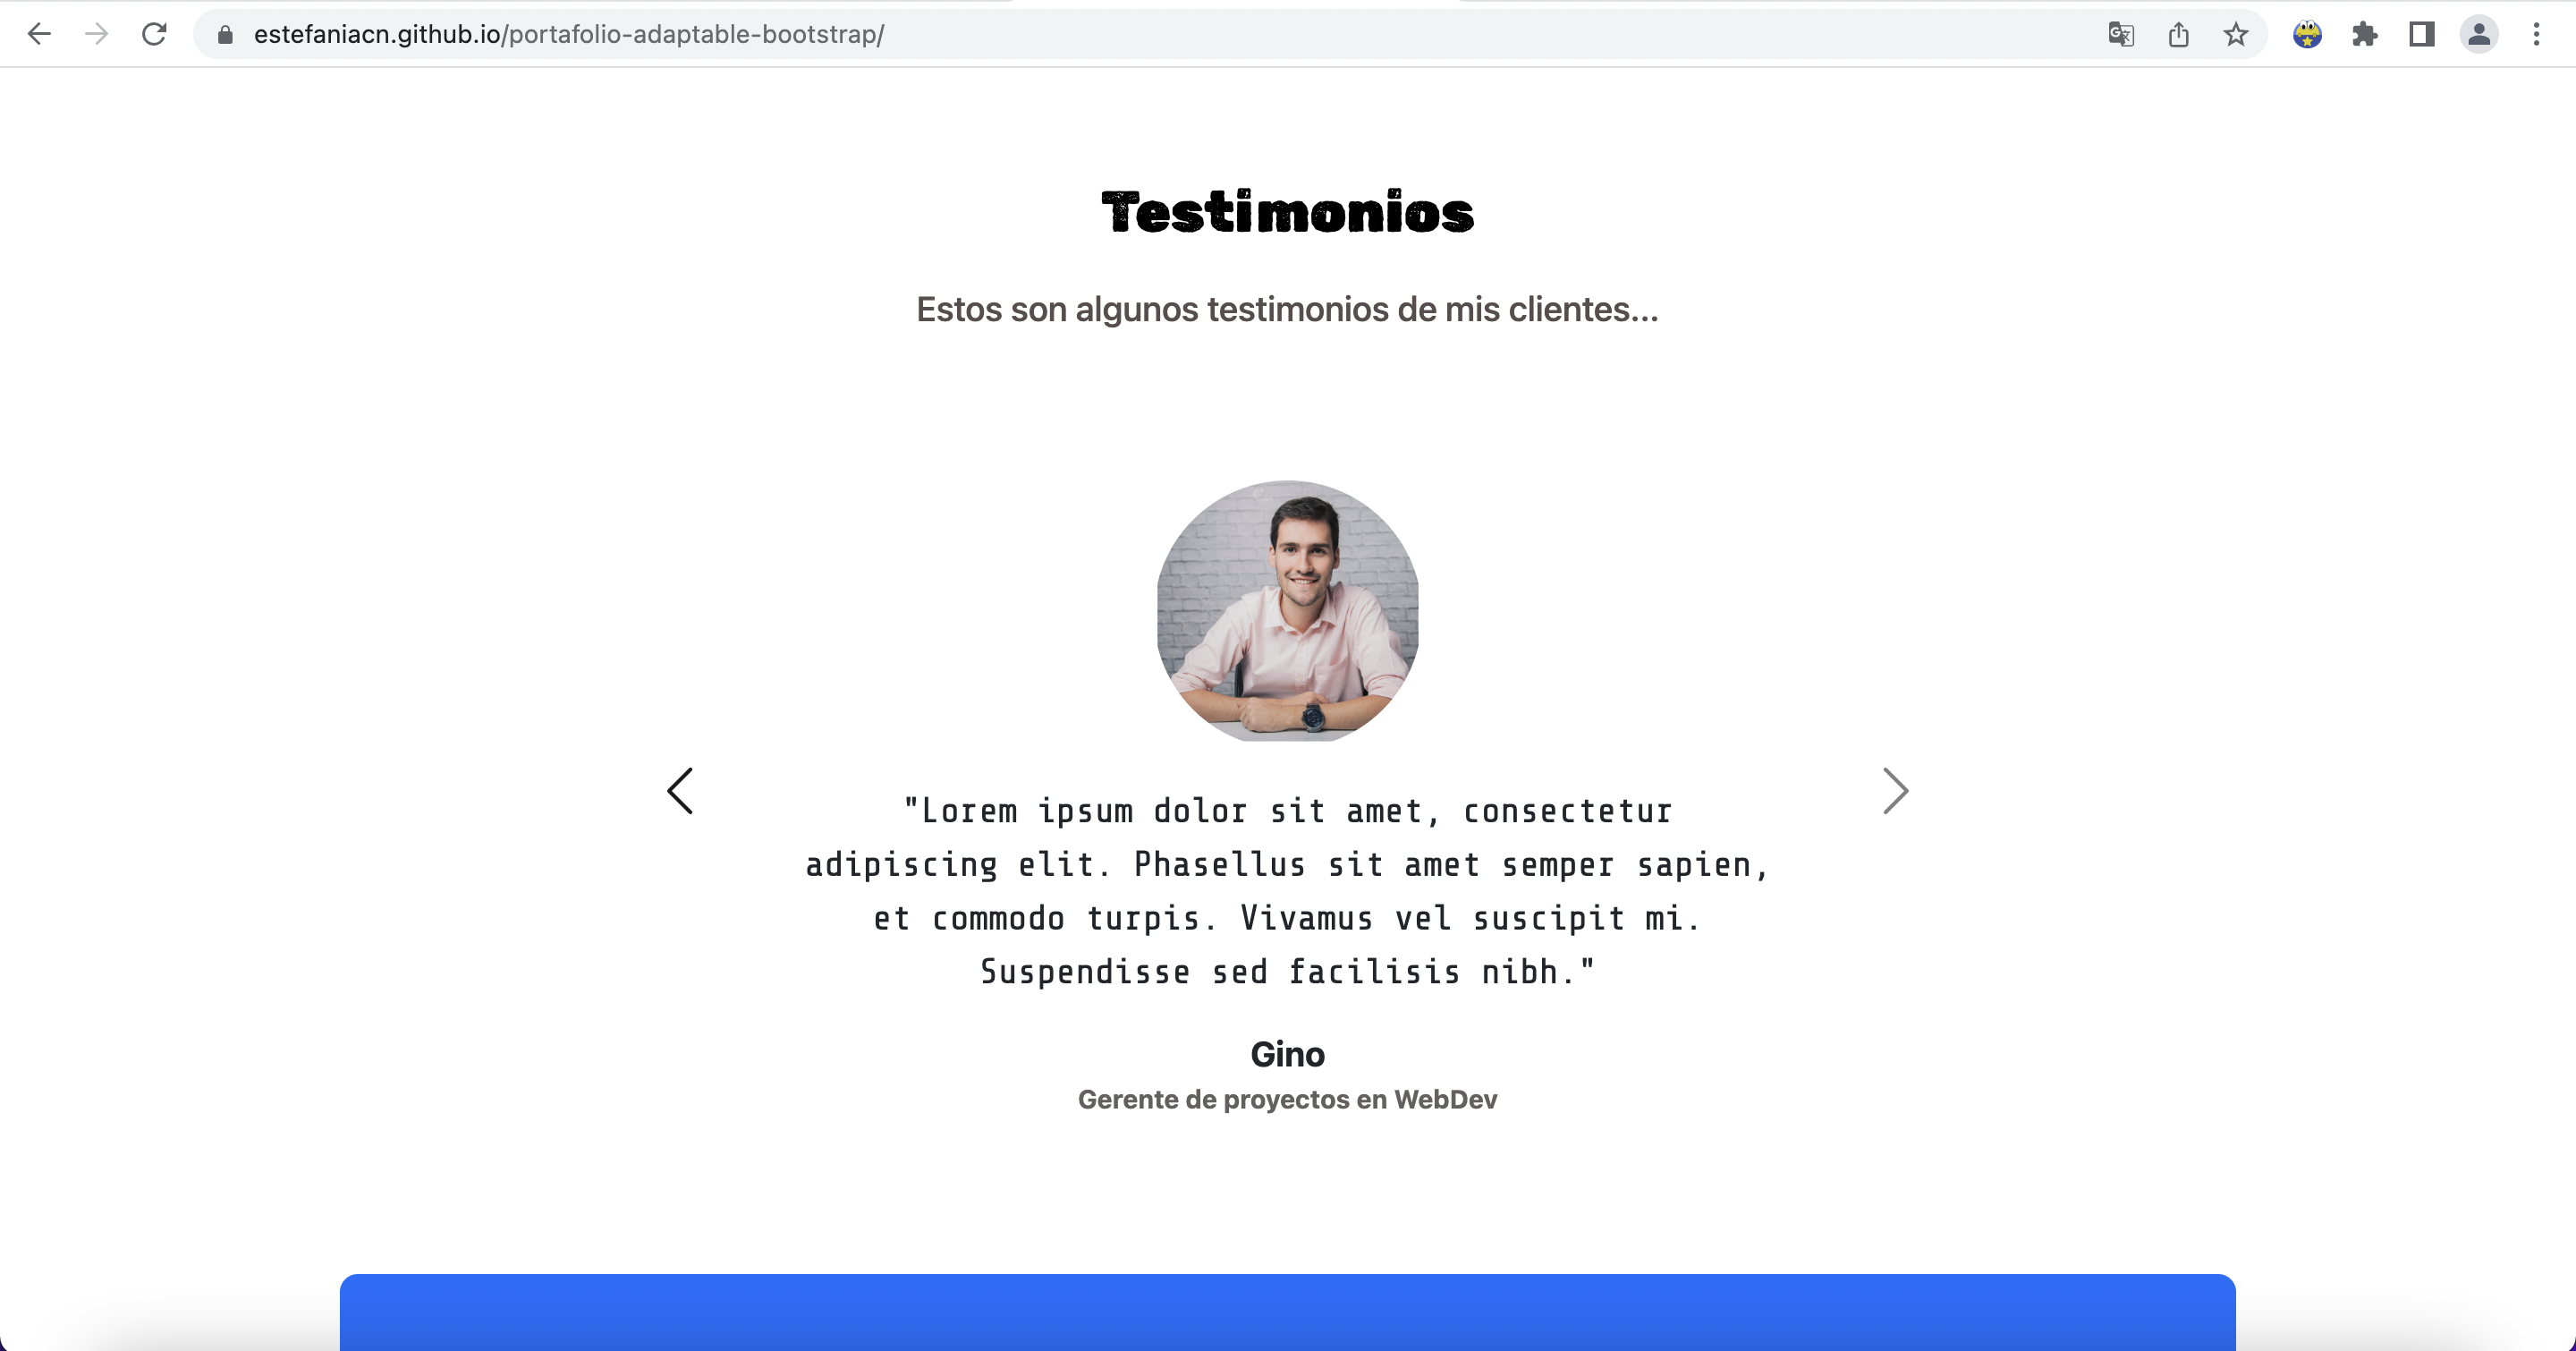 estefaniacn.github.io/portafolio-adaptable-bootstrap/
Testimonios
Estos son algunos testimonios de mis clientes...
"Lorem ipsum dolor sit amet, consectetur
adipiscing elit. Phasellus sit amet semper sapien,
et commodo turpis. Vivamus vel suscipit mi.
Suspendisse sed facilisis nibh."
Gino
Gerente de proyectos en WebDev